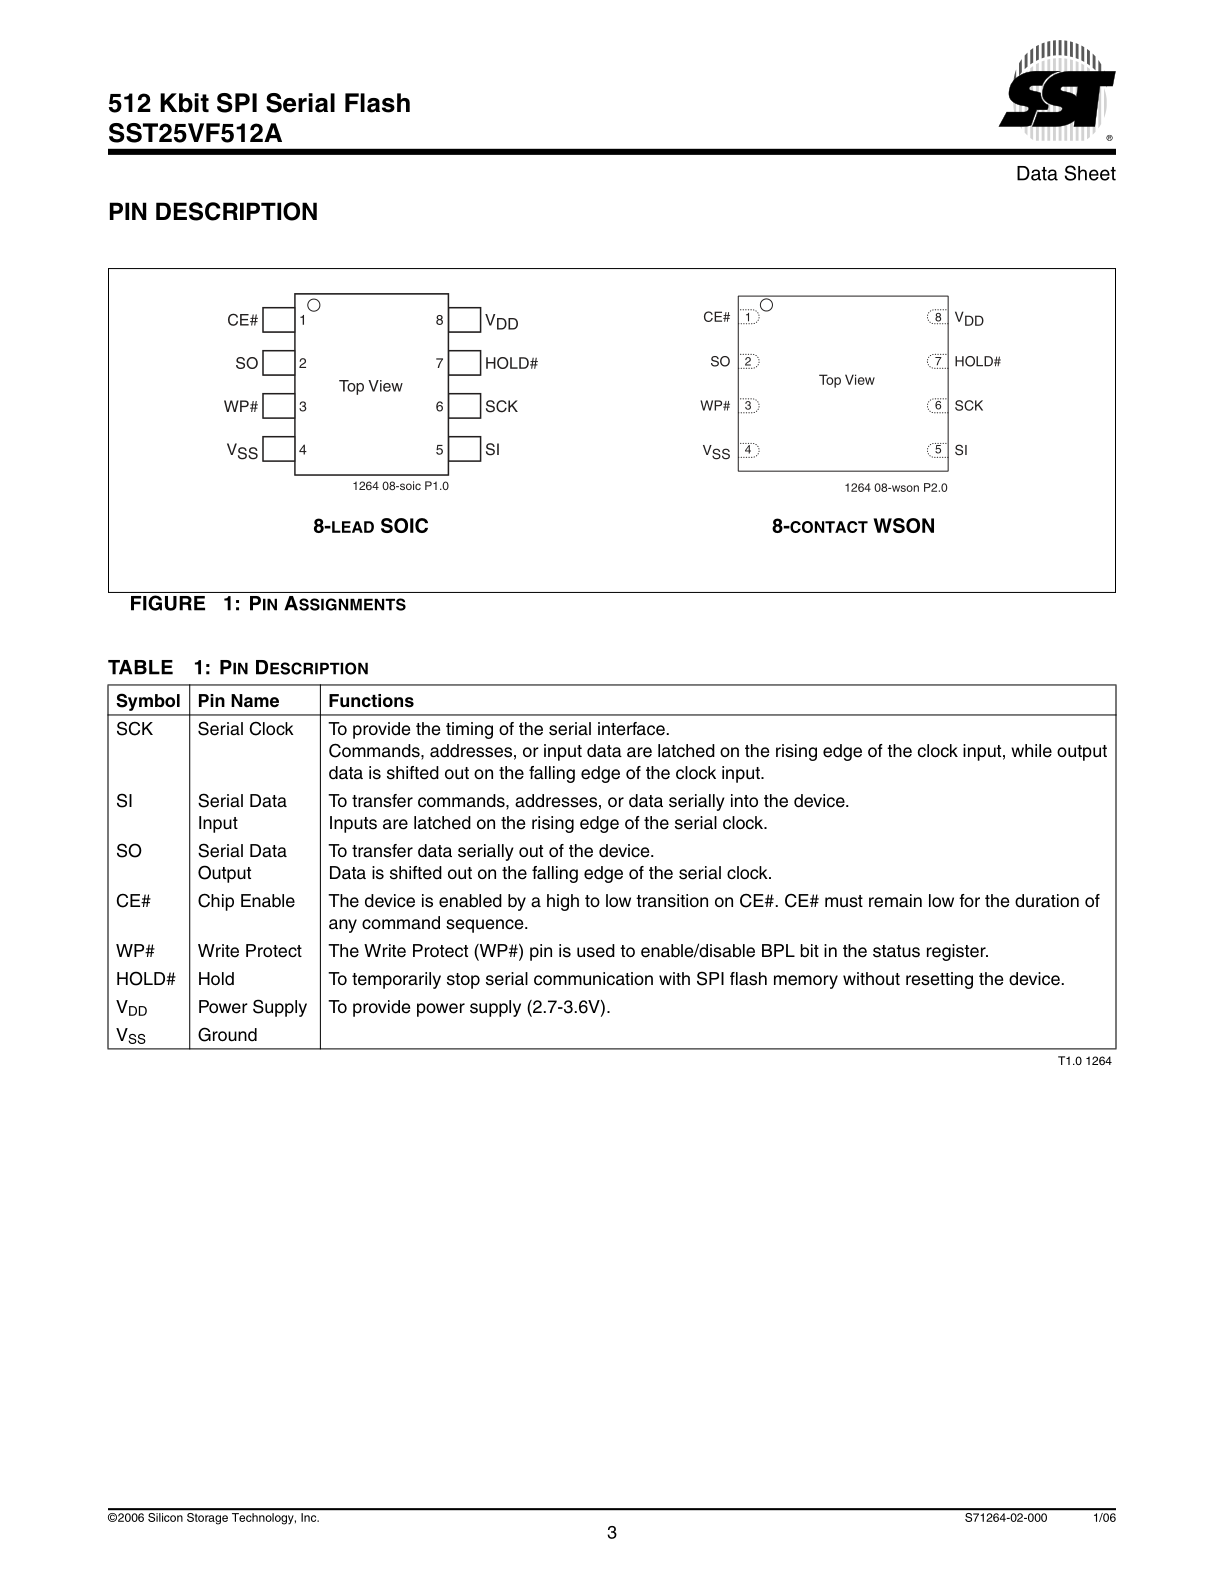 512 Kbit SPI Serial Flash
SST25VF512A
SST
®
Data Sheet
PIN DESCRIPTION
CE# 1 8 VDD
SO 2 7 HOLD#
Top View
WP# 3 6 SCK
VSS 4 5 SI
1264 08-soic P1.0
8-LEAD SOIC
CE# 1 8 VDD
SO 2 7 HOLD#
Top View
WP# 3 6 SCK
VSS 4 5 SI
1264 08-wson P2.0
8-CONTACT WSON
FIGURE 1: PIN ASSIGNMENTS
TABLE 1: PIN DESCRIPTION
Symbol Pin Name Functions
SCK Serial Clock To provide the timing of the serial interface.
Commands, addresses, or input data are latched on the rising edge of the clock input, while output
data is shifted out on the falling edge of the clock input.
SI Serial Data To transfer commands, addresses, or data serially into the device.
Input Inputs are latched on the rising edge of the serial clock.
SO Serial Data To transfer data serially out of the device.
Output Data is shifted out on the falling edge of the serial clock.
CE# Chip Enable The device is enabled by a high to low transition on CE#. CE# must remain low for the duration of
any command sequence.
WP# Write Protect The Write Protect (WP#) pin is used to enable/disable BPL bit in the status register.
HOLD# Hold To temporarily stop serial communication with SPI flash memory without resetting the device.
VDD Power Supply To provide power supply (2.7-3.6V).
VSS Ground
T1.0 1264
©2006 Silicon Storage Technology, Inc. S71264-02-000 1/06
3